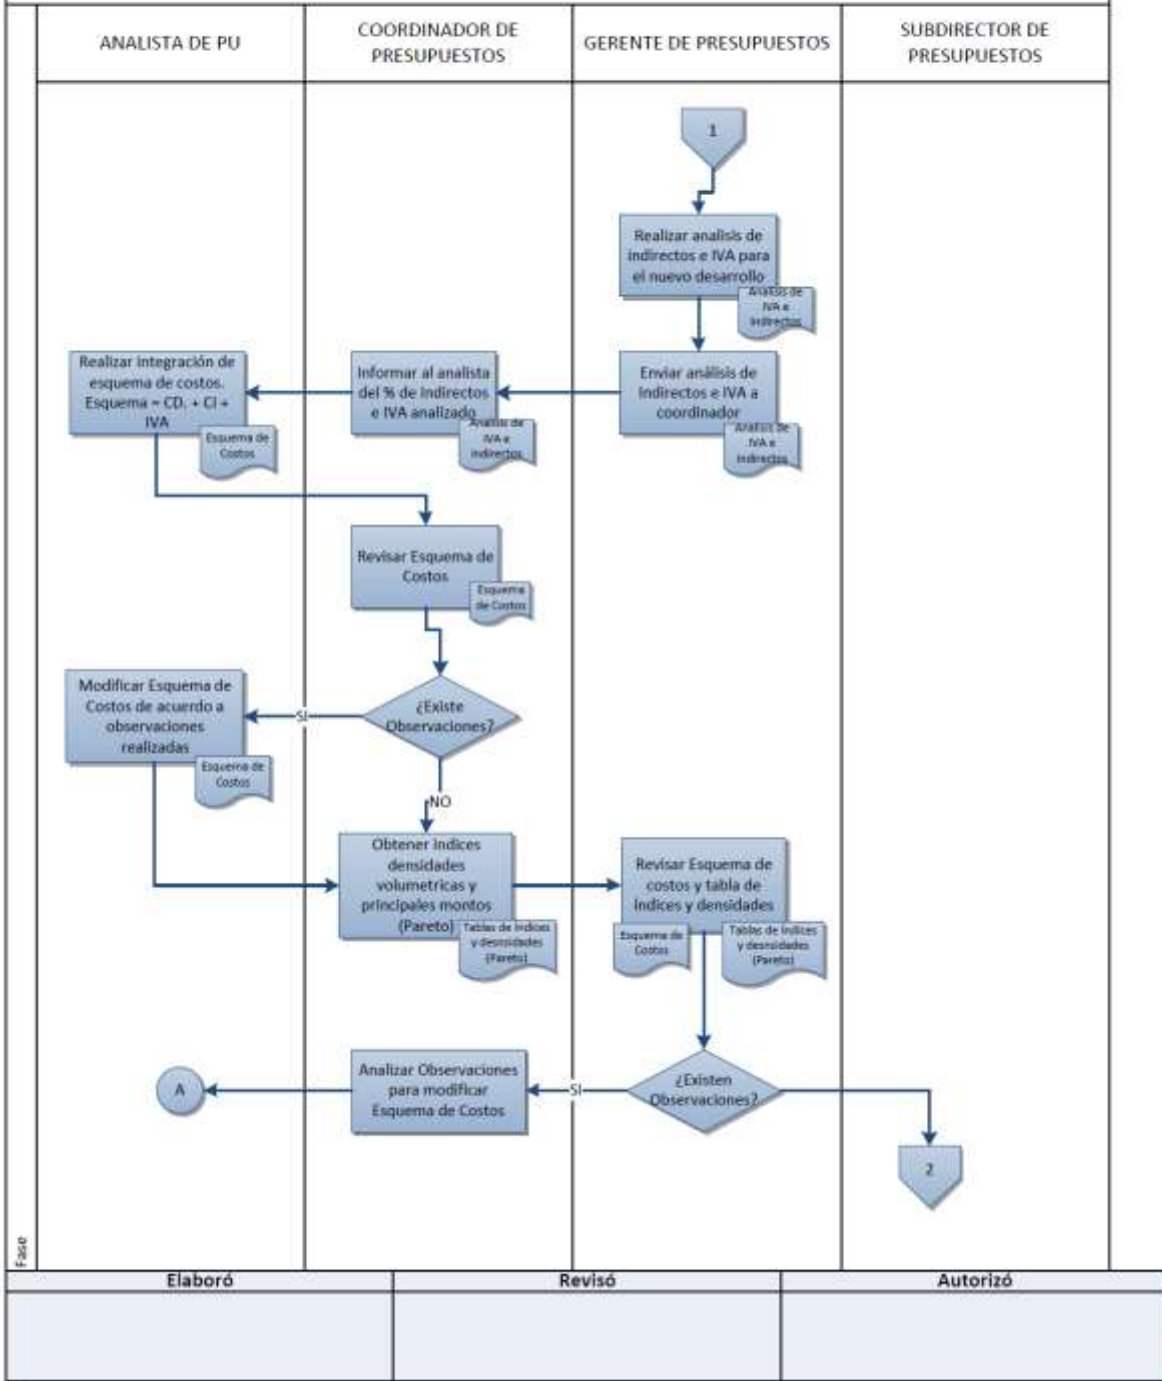 ANALISTA DE PU
COORDINADOR DE
PRESUPUESTOS
GERENTE DE PRESUPUESTOS
SUBDIRECTOR DE
PRESUPUESTOS
1
Realizar analisis de
indirectos e IVA para
el nuevo desarrollo
Analisis de
IVA e
Indirectos
Realizar Integración de
esquema de costos.
Esquema = CD. + CI +
IVA
Esquema de
Costos
Informar al analista
del % de Indirectos
e IVA analizado
Analisis de
IVA e
Indirectos
Enviar análisis de
Indirectos e IVA a
coordinador
Analisis de
IVA e
Indirectos
Revisar Esquema de
Costos
Esquema
de Costos
Modificar Esquema de
Costos de acuerdo a
observaciones
realizadas
Esquema de
Costos
SI
¿Existe
Observaciones?
NO
Obtener indices
densidades
volumetricas y
principales montos
(Pareto)
Tablas de Indices
y desnsidades
(Pareto)
Revisar Esquema de
costos y tabla de
indices y densidades
Esquema de
Costos
Tablas de Indices
y desnsidades
(Pareto)
A
Analizar Observaciones
para modificar
Esquema de Costos
SI
¿Existen
Observaciones?
2
Fase
Elaboró
Revisó
Autorizó